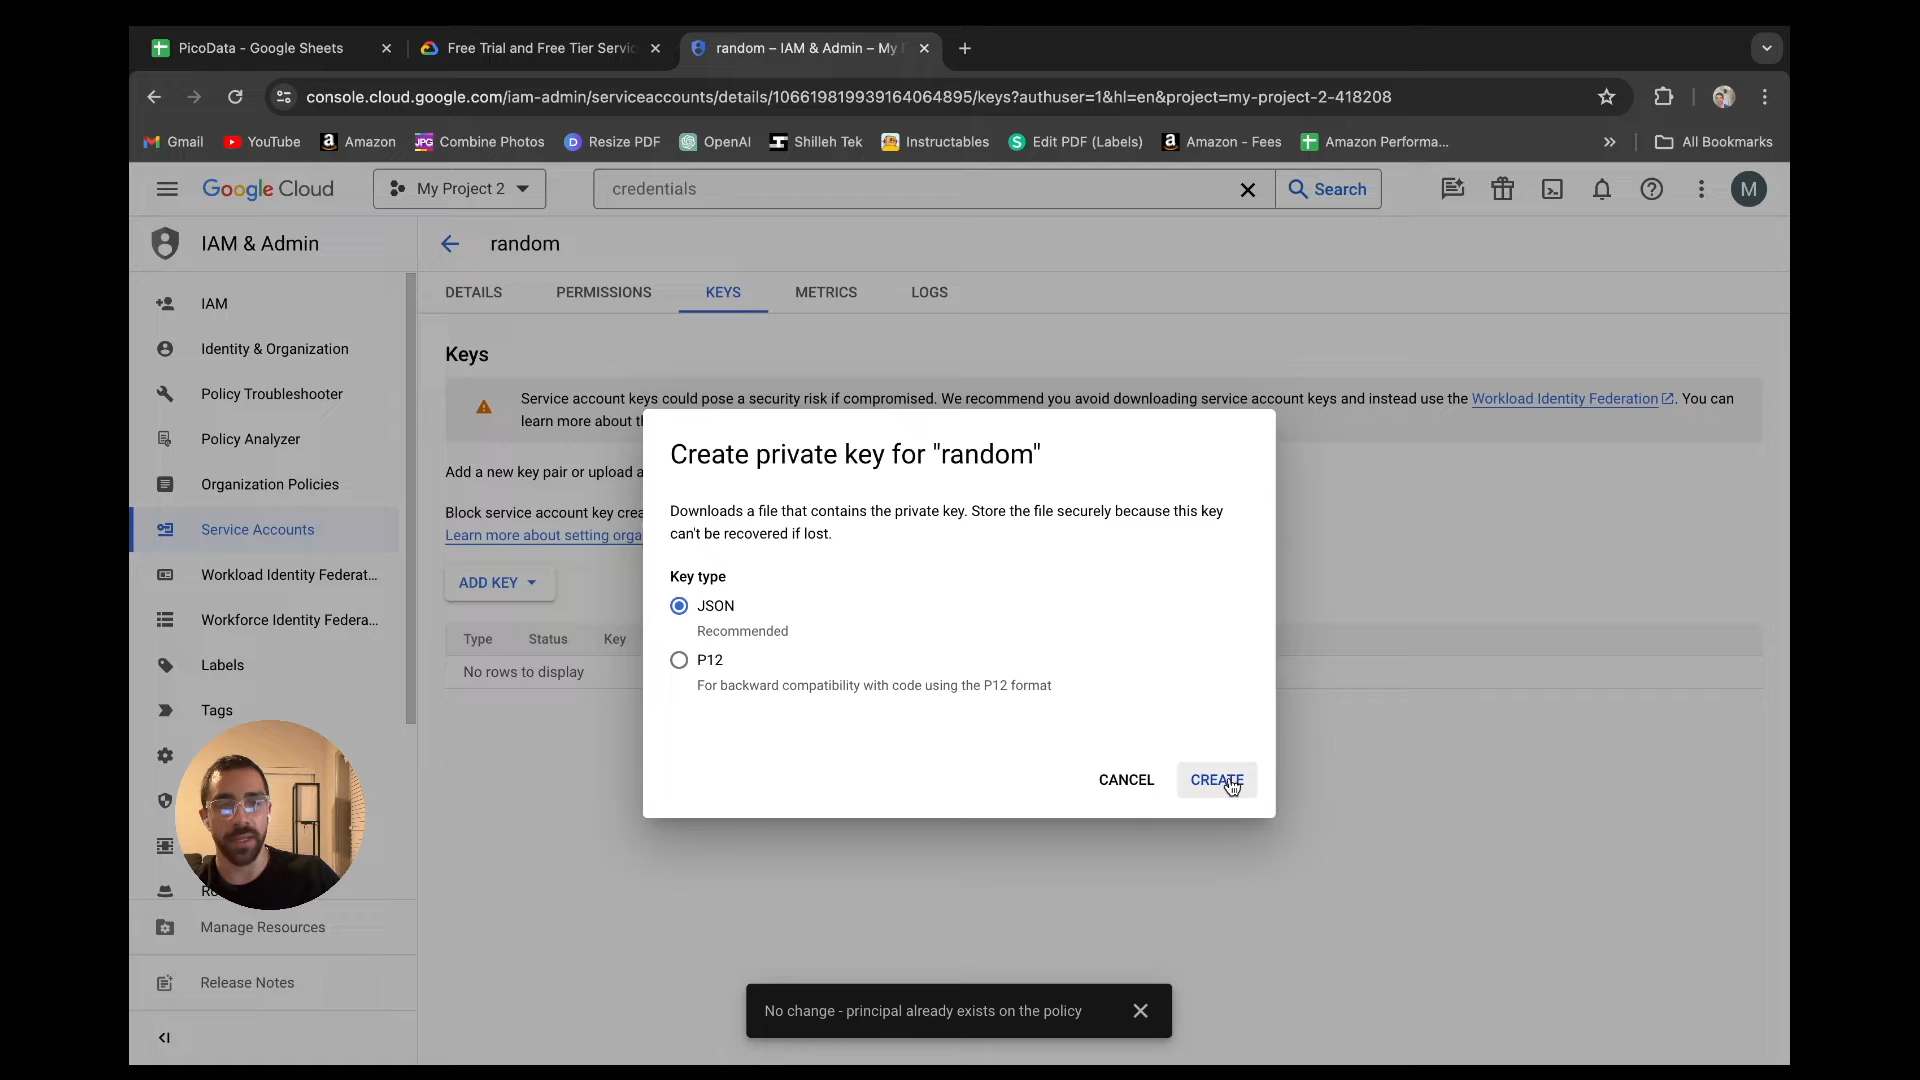 PicoData - Google Sheets
Free Trial and Free Tier Servic
random – IAM & Admin – My
console.cloud.google.com/iam-admin/serviceaccounts/details/106619819939164064895/keys?authuser=1&hl=en&project=my-project-2-418208
Gmail
YouTube
Amazon
JPG Combine Photos
Resize PDF
OpenAI
Shilleh Tek
Instructables
Edit PDF (Labels)
Amazon - Fees
Amazon Performa...
All Bookmarks
Google Cloud
My Project 2
credentials
Search
M
IAM & Admin
random
IAM
Identity & Organization
Policy Troubleshooter
Policy Analyzer
Organization Policies
Service Accounts
Workload Identity Federat...
Workforce Identity Federa...
Labels
Tags
Manage Resources
Release Notes
DETAILS
PERMISSIONS
KEYS
METRICS
LOGS
Keys
Service account keys could pose a security risk if compromised. We recommend you avoid downloading service account keys and instead use the Workload Identity Federation. You can
learn more about
Add a new key pair or upload a
Block service account key crea
Learn more about setting orga
ADD KEY
Type Status Key
No rows to display
Create private key for "random"
Downloads a file that contains the private key. Store the file securely because this key
can't be recovered if lost.
Key type
JSON
Recommended
P12
For backward compatibility with code using the P12 format
CANCEL
CREATE
No change - principal already exists on the policy